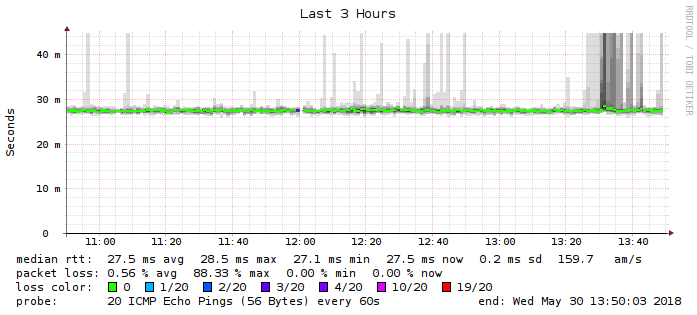 Last 3 Hours
RRDTOOL / TOBI OETIKER
Seconds
40 m
30 m
20 m
10 m
0
11:00 11:20 11:40 12:00 12:20 12:40 13:00 13:20 13:40
median rtt: 27.5 ms avg 28.5 ms max 27.1 ms min 27.5 ms now 0.2 ms sd 159.7 am/s
packet loss: 0.56 % avg 88.33 % max 0.00 % min 0.00 % now
loss color: 0 1/20 2/20 3/20 4/20 10/20 19/20
probe: 20 ICMP Echo Pings (56 Bytes) every 60s end: Wed May 30 13:50:03 2018